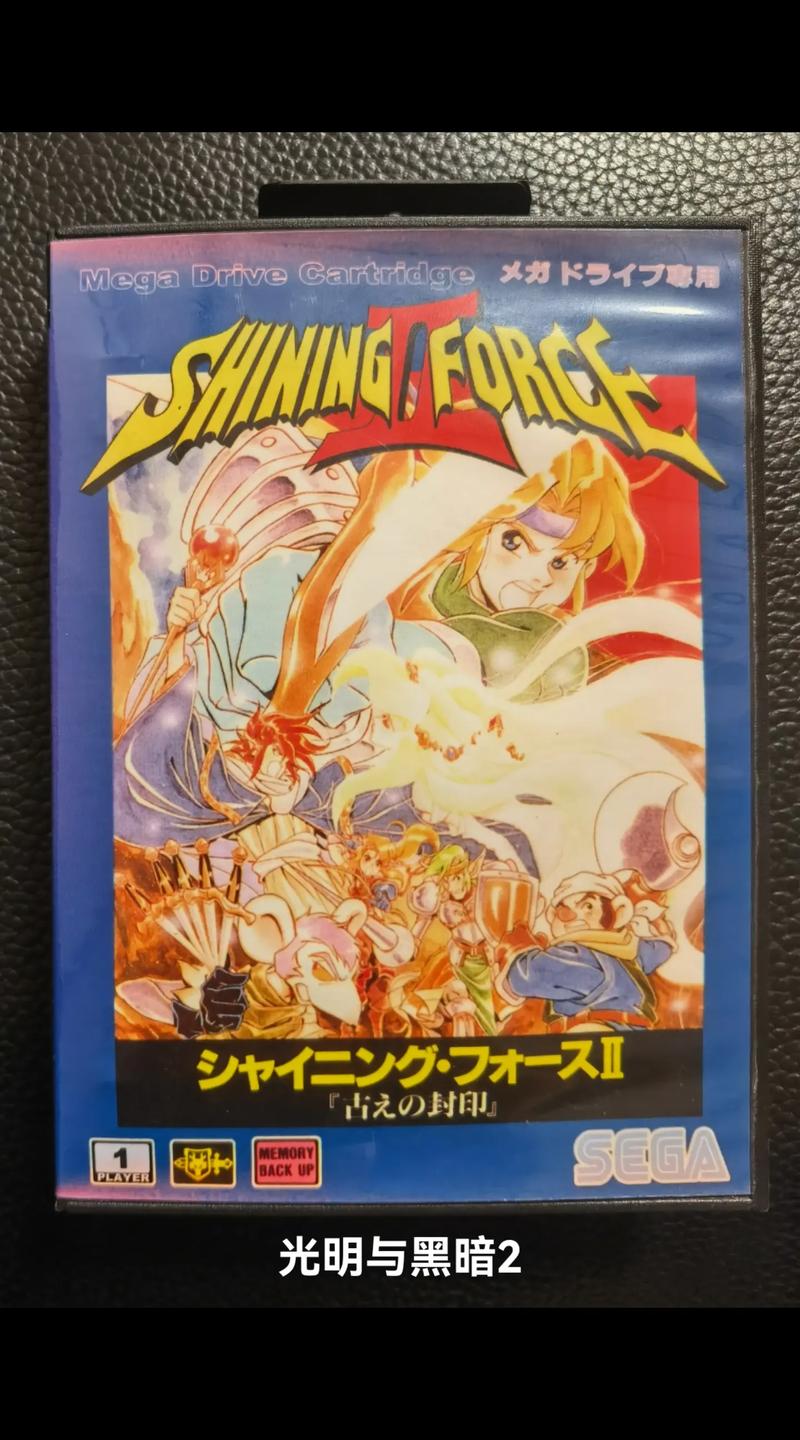 Mega Drive Cartridge メガドライブ専用
SHINING FORCE II
シャイニング・フォースII
『古えの封印』
1 PLAYER
MEMORY BACK UP
SEGA
光明与黑暗2